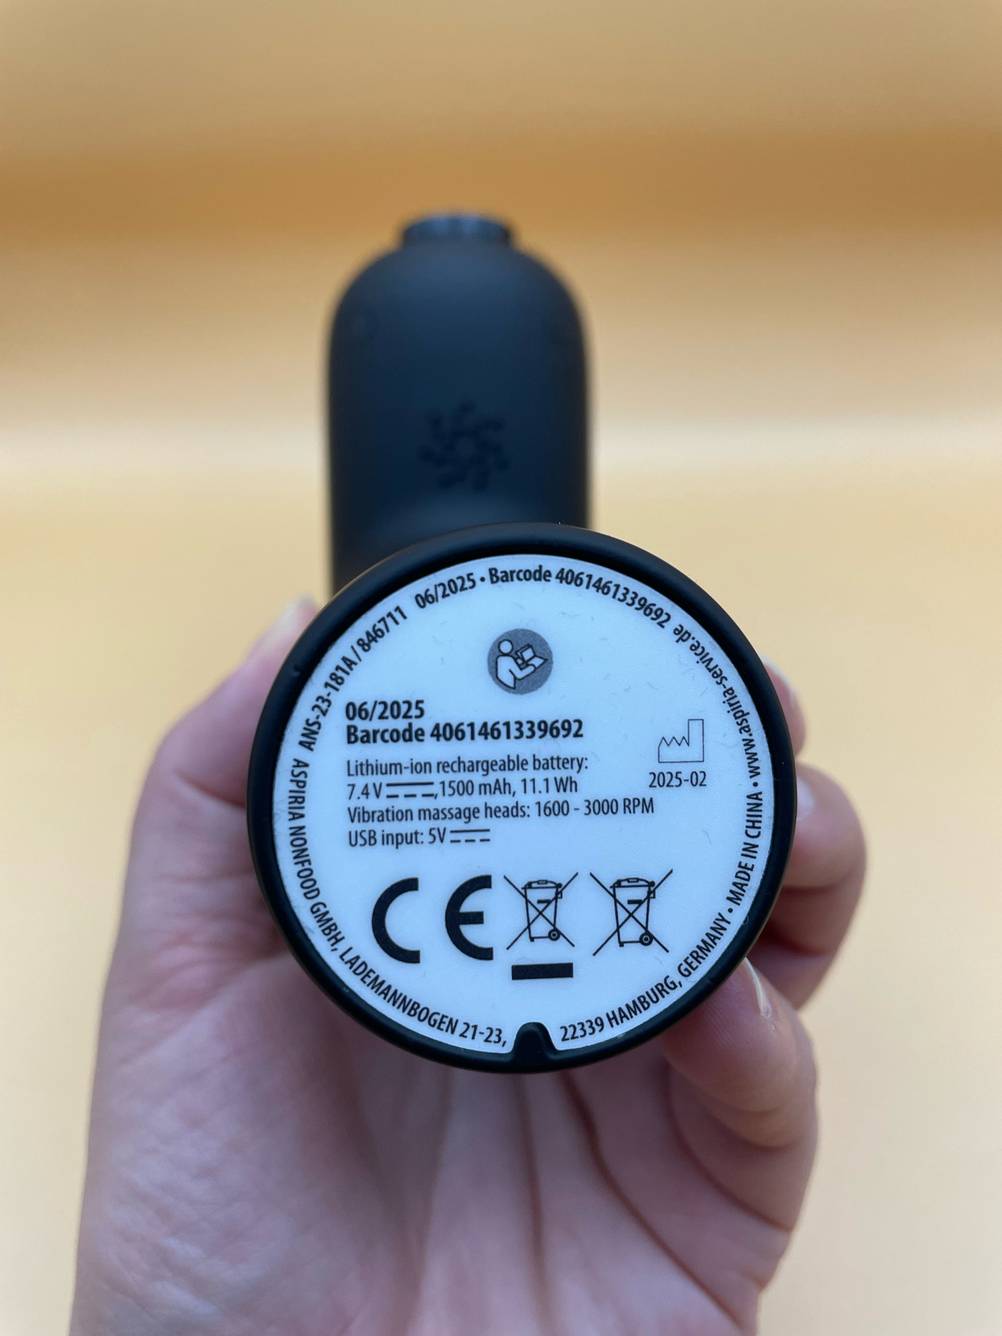 ANS-23-181A / 846711 06/2025 • Barcode 4061461339692
06/2025
Barcode 4061461339692
Lithium-ion rechargeable battery:
7.4 V ⎓, 1500 mAh, 11.1 Wh
Vibration massage heads: 1600 - 3000 RPM
USB input: 5V ⎓
2025-02
CE
ASPIRIA NONFOOD GMBH, LADEMANNBOGEN 21-23,
22339 HAMBURG, GERMANY • MADE IN CHINA • www.aspiria-service.de